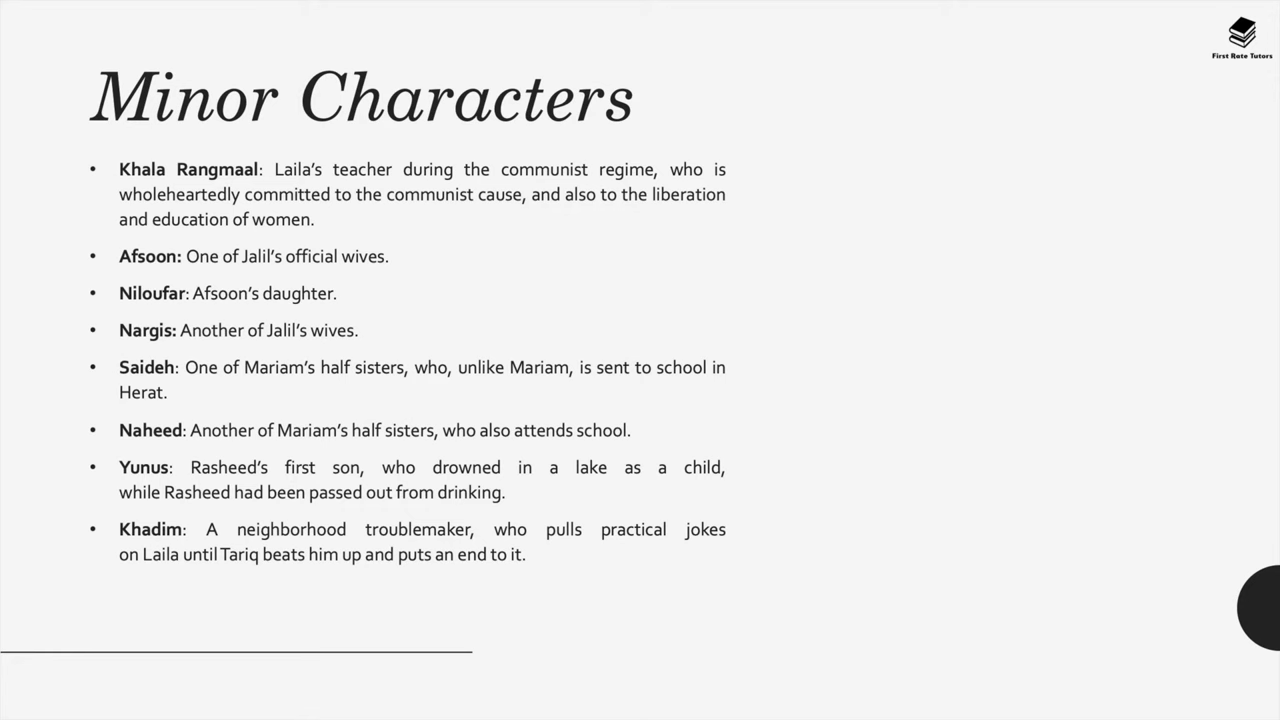 First Rate Tutors
Minor Characters
• Khala Rangmaal: Laila’s teacher during the communist regime, who is
wholeheartedly committed to the communist cause, and also to the liberation
and education of women.
• Afsoon: One of Jalil’s official wives.
• Niloufar: Afsoon’s daughter.
• Nargis: Another of Jalil’s wives.
• Saideh: One of Mariam’s half sisters, who, unlike Mariam, is sent to school in
Herat.
• Naheed: Another of Mariam’s half sisters, who also attends school.
• Yunus: Rasheed’s first son, who drowned in a lake as a child,
while Rasheed had been passed out from drinking.
• Khadim: A neighborhood troublemaker, who pulls practical jokes
on Laila until Tariq beats him up and puts an end to it.